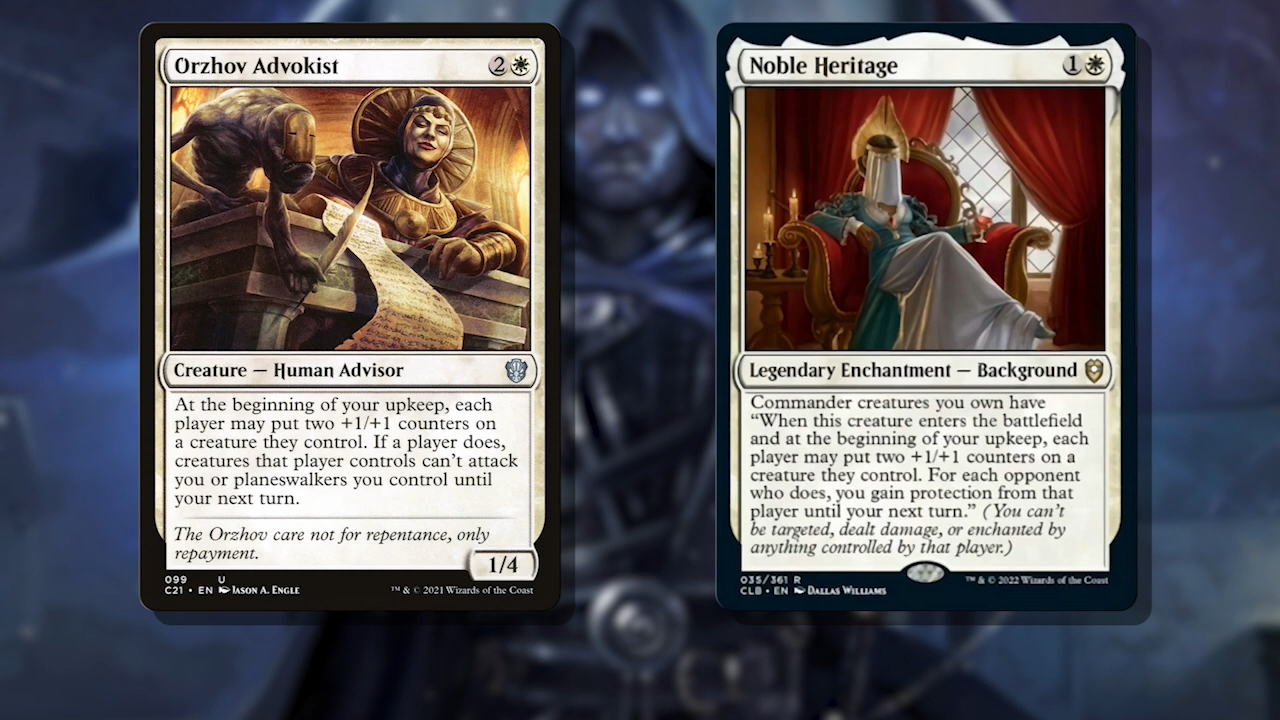 Orzhov Advokist
2
Creature — Human Advisor
At the beginning of your upkeep, each
player may put two +1/+1 counters on
a creature they control. If a player does,
creatures that player controls can’t attack
you or planeswalkers you control until
your next turn.
The Orzhov care not for repentance, only
repayment.
1/4
099 U
C21 • EN Jason A. Engle
™ & © 2021 Wizards of the Coast
Noble Heritage
1
Legendary Enchantment — Background
Commander creatures you own have
“When this creature enters the battlefield
and at the beginning of your upkeep, each
player may put two +1/+1 counters on a
creature they control. For each opponent
who does, you gain protection from that
player until your next turn.” (You can’t
be targeted, dealt damage, or enchanted by
anything controlled by that player.)
035/361 R
CLB • EN Dallas Williams
™ & © 2022 Wizards of the Coast